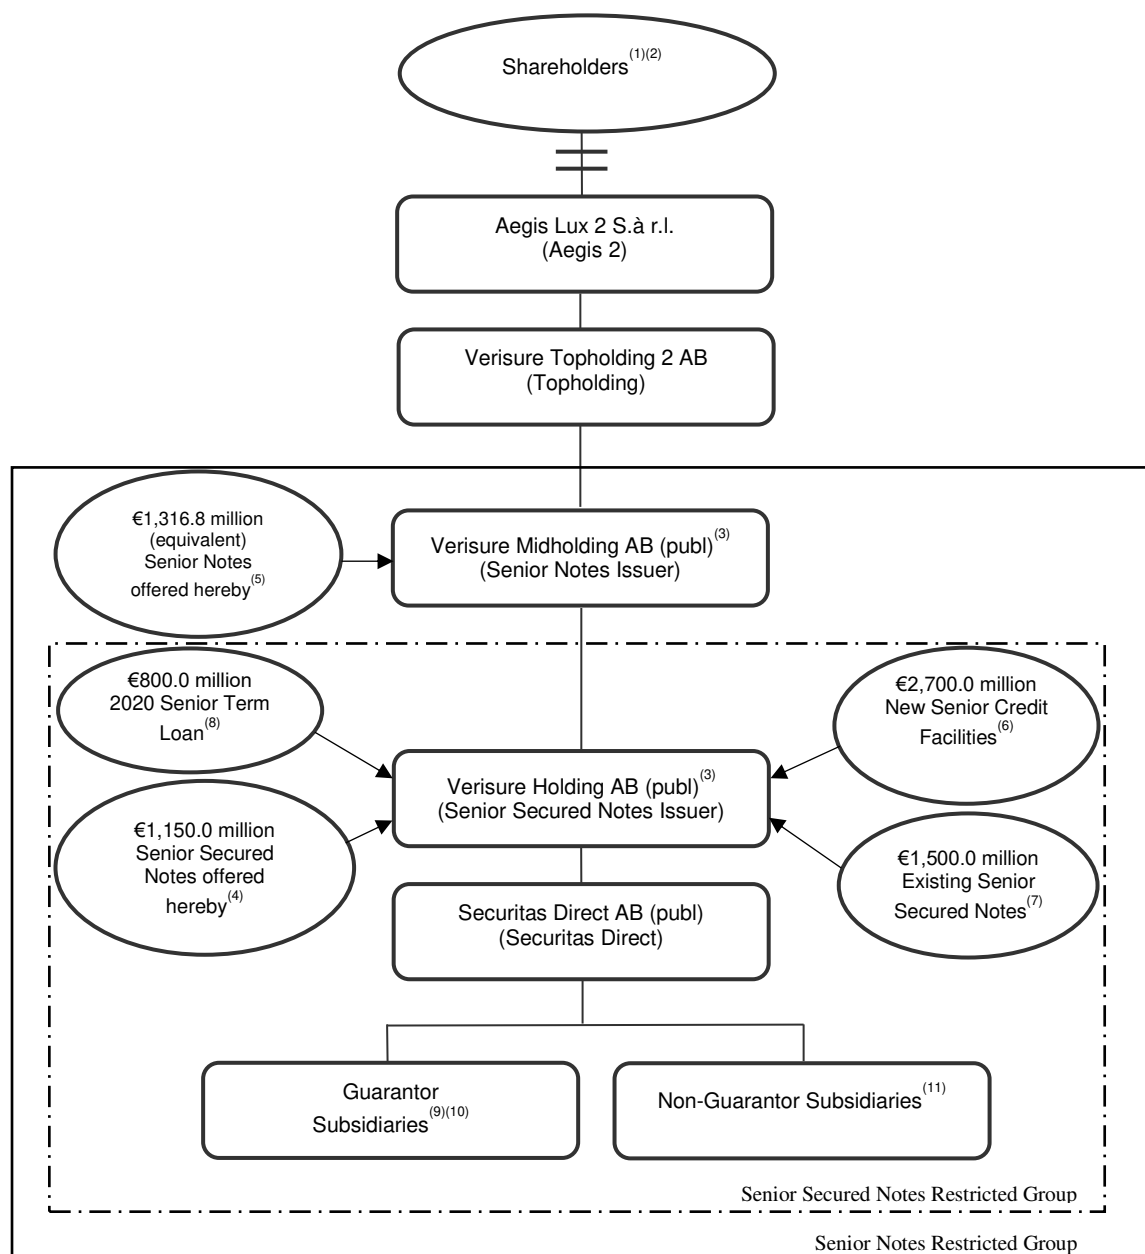 Shareholders(1)(2)
Aegis Lux 2 S.à r.l.
(Aegis 2)
Verisure Topholding 2 AB
(Topholding)
€1,316.8 million
(equivalent)
Senior Notes
offered hereby(5)
Verisure Midholding AB (publ)(3)
(Senior Notes Issuer)
€800.0 million
2020 Senior Term
Loan(8)
€2,700.0 million
New Senior Credit
Facilities(6)
Verisure Holding AB (publ)(3)
(Senior Secured Notes Issuer)
€1,150.0 million
Senior Secured
Notes offered
hereby(4)
€1,500.0 million
Existing Senior
Secured Notes(7)
Securitas Direct AB (publ)
(Securitas Direct)
Guarantor
Subsidiaries(9)(10)
Non-Guarantor Subsidiaries(11)
Senior Secured Notes Restricted Group
Senior Notes Restricted Group